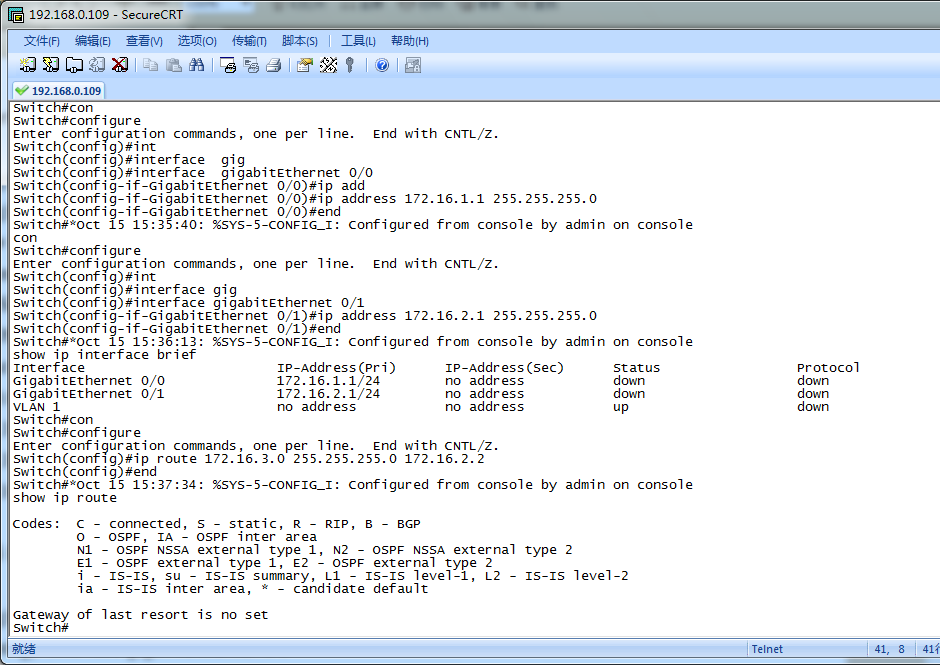 192.168.0.109 - SecureCRT
文件(F) 编辑(E) 查看(V) 选项(O) 传输(T) 脚本(S) 工具(L) 帮助(H)
192.168.0.109
Switch#con
Switch#configure
Enter configuration commands, one per line.  End with CNTL/Z.
Switch(config)#int
Switch(config)#interface  gig
Switch(config)#interface  gigabitEthernet 0/0
Switch(config-if-GigabitEthernet 0/0)#ip add
Switch(config-if-GigabitEthernet 0/0)#ip address 172.16.1.1 255.255.255.0
Switch(config-if-GigabitEthernet 0/0)#end
Switch#*Oct 15 15:35:40: %SYS-5-CONFIG_I: Configured from console by admin on console
con
Switch#configure
Enter configuration commands, one per line.  End with CNTL/Z.
Switch(config)#int
Switch(config)#interface gig
Switch(config)#interface gigabitEthernet 0/1
Switch(config-if-GigabitEthernet 0/1)#ip address 172.16.2.1 255.255.255.0
Switch(config-if-GigabitEthernet 0/1)#end
Switch#*Oct 15 15:36:13: %SYS-5-CONFIG_I: Configured from console by admin on console
show ip interface brief
Interface                        IP-Address(Pri)      IP-Address(Sec)      Status                 Protocol
GigabitEthernet 0/0              172.16.1.1/24        no address           down                   down
GigabitEthernet 0/1              172.16.2.1/24        no address           down                   down
VLAN 1                           no address           no address           up                     down
Switch#con
Switch#configure
Enter configuration commands, one per line.  End with CNTL/Z.
Switch(config)#ip route 172.16.3.0 255.255.255.0 172.16.2.2
Switch(config)#end
Switch#*Oct 15 15:37:34: %SYS-5-CONFIG_I: Configured from console by admin on console
show ip route
Codes:  C - connected, S - static, R - RIP, B - BGP
        O - OSPF, IA - OSPF inter area
        N1 - OSPF NSSA external type 1, N2 - OSPF NSSA external type 2
        E1 - OSPF external type 1, E2 - OSPF external type 2
        i - IS-IS, su - IS-IS summary, L1 - IS-IS level-1, L2 - IS-IS level-2
        ia - IS-IS inter area, * - candidate default
Gateway of last resort is no set
Switch#
就绪 Telnet 41, 8 41行